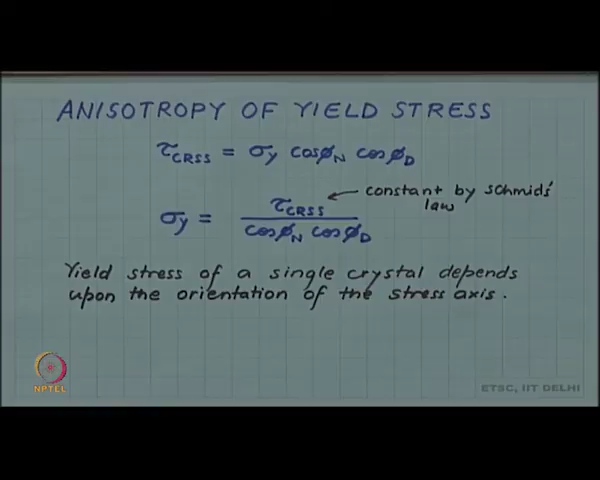 ANISOTROPY OF YIELD STRESS
τCRSS = σy cosφN cosφD
σy = τCRSS / cosφN cosφD ← constant by schmids' law
Yield stress of a single crystal depends
upon the orientation of the stress axis.
NPTEL
ETSC, IIT DELHI